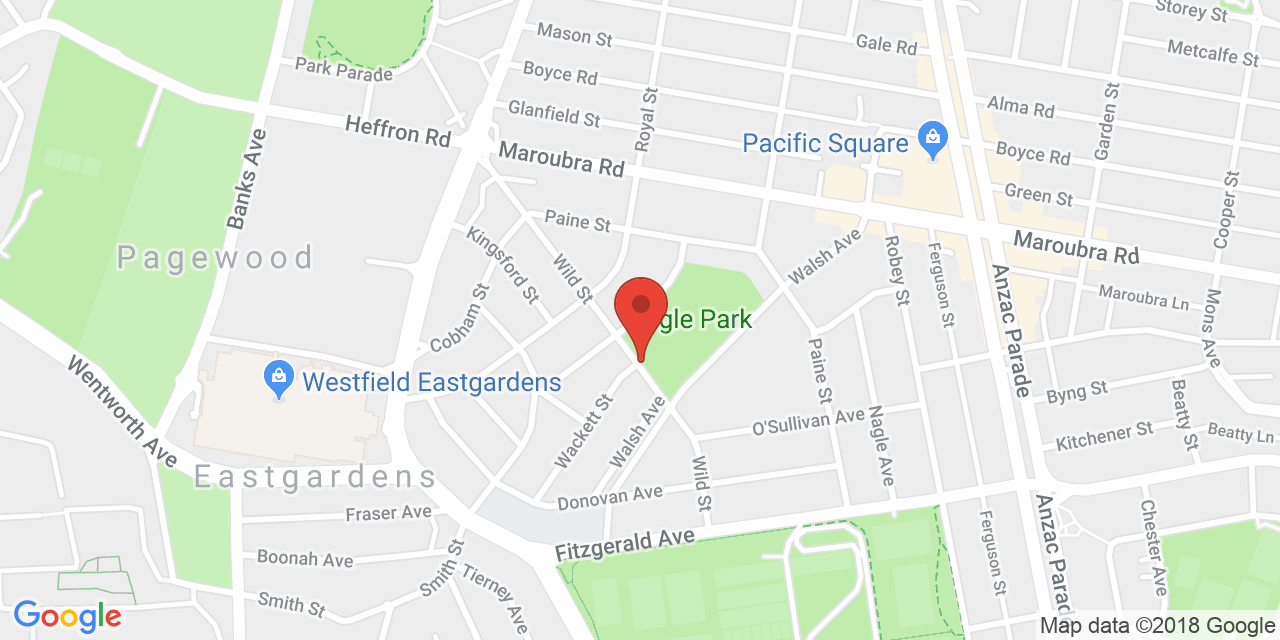 Storey St
Mason St
Gale Rd
Metcalfe St
Park Parade
Boyce Rd
Alma Rd
Garden St
Glanfield St
Royal St
Heffron Rd
Maroubra Rd
Pacific Square
Boyce Rd
Banks Ave
Green St
Cooper St
Paine St
Pagewood
Kingsford St
Wild St
Walsh Ave
Robey St
Ferguson St
Maroubra Rd
Anzac Parade
Maroubra Ln
Mons Ave
Cobham St
gle Park
Paine St
Wentworth Ave
Westfield Eastgardens
Byng St
Beatty St
Wackett St
Walsh Ave
O'Sullivan Ave
Nagle Ave
Kitchener St
Beatty Ln
Eastgardens
Wild St
Donovan Ave
Fraser Ave
Fitzgerald Ave
Anzac Parade
Chester Ave
Ferguson St
Boonah Ave
Smith St
Tierney Ave
Smith St
Google
Map data ©2018 Google